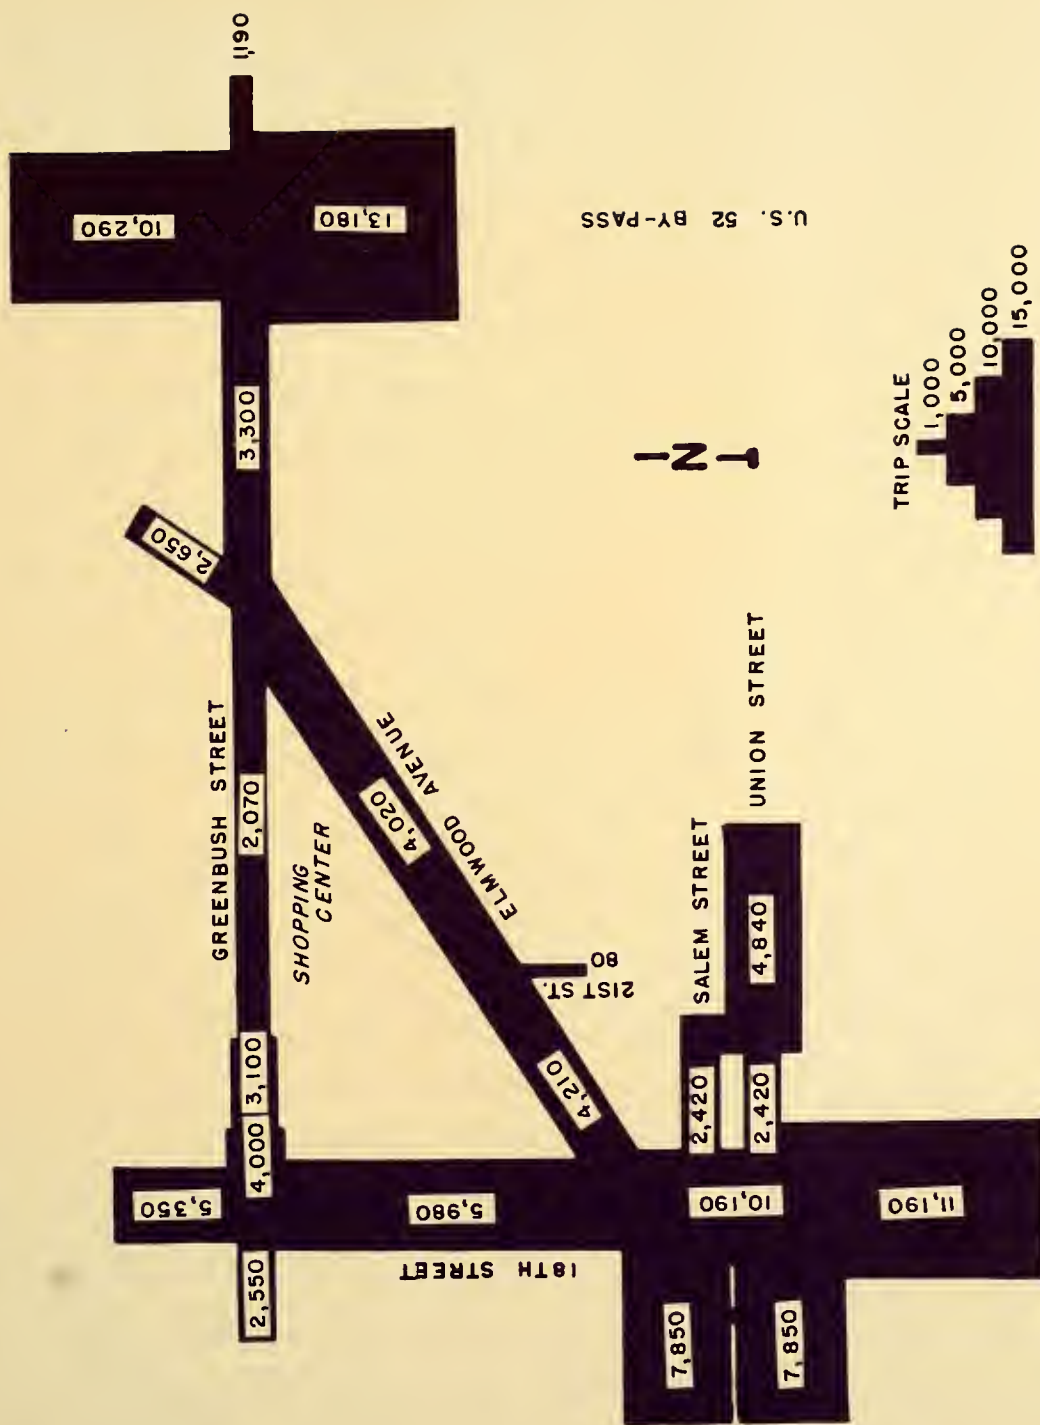 1,190
10,290
13,180
U.S. 52 BY-PASS
3,300
2,650
GREENBUSH STREET
2,070
SHOPPING
CENTER
4,020
ELMWOOD AVENUE
80
21ST ST.
4,210
3,100
4,000
5,350
2,550
5,980
18TH STREET
N
TRIP SCALE
1,000
5,000
10,000
15,000
SALEM STREET
UNION STREET
4,840
2,420
2,420
10,190
11,190
7,850
7,850